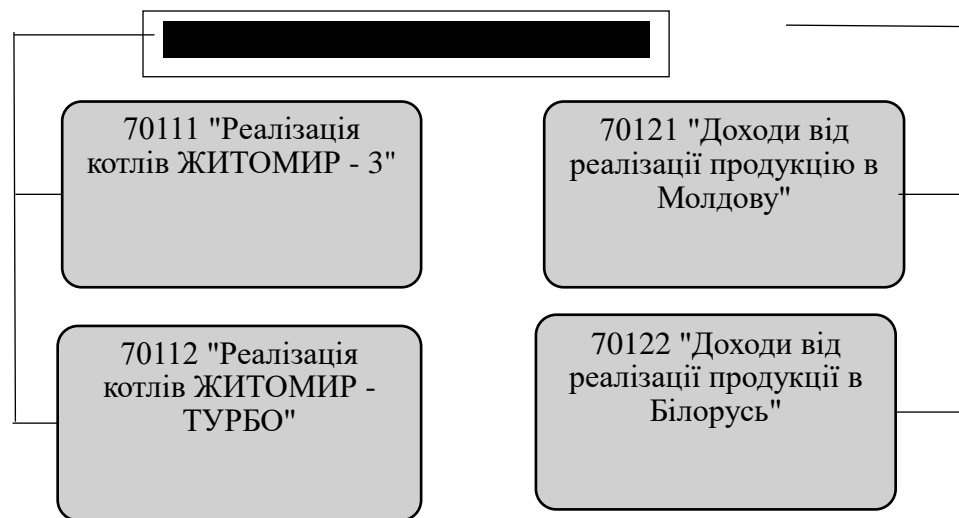 70111 "Реалізація
котлів ЖИТОМИР - 3"
70121 "Доходи від
реалізації продукцію в
Молдову"
70112 "Реалізація
котлів ЖИТОМИР -
ТУРБО"
70122 "Доходи від
реалізації продукції в
Білорусь"